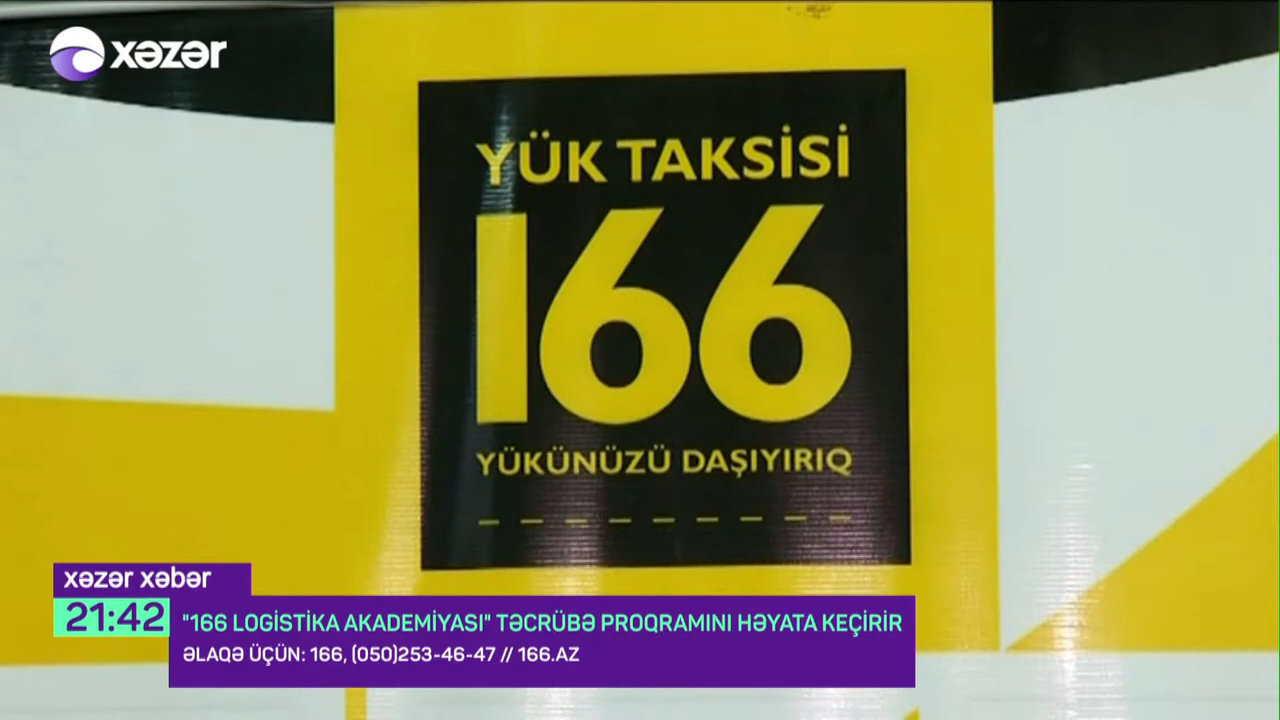 xəzər
YÜK TAKSİSİ
166
YÜKÜNÜZÜ DAŞIYIRIQ
xəzər xəbər
21:42
"166 LOGİSTİKA AKADEMİYASI" TƏCRÜBƏ PROQRAMINI HƏYATA KEÇİRİR
ƏLAQƏ ÜÇÜN: 166, (050)253-46-47 // 166.AZ